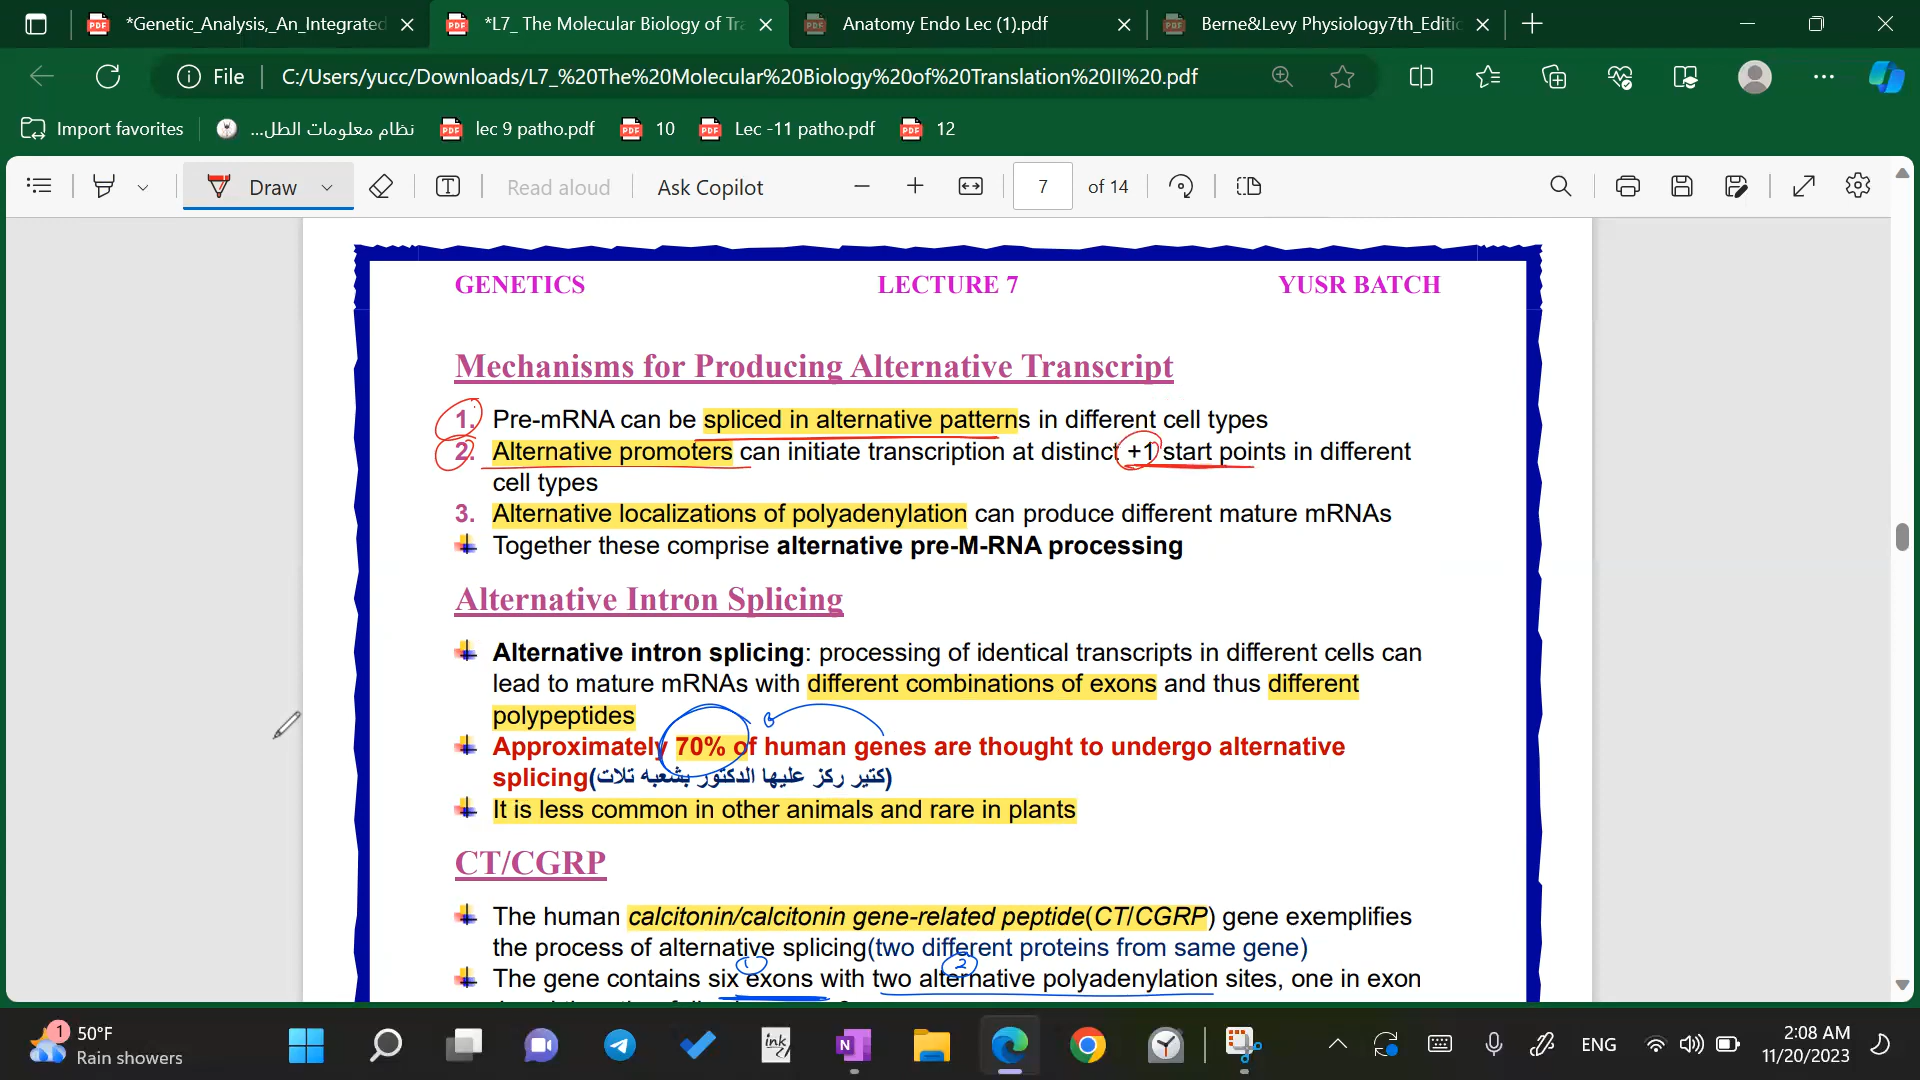 *Genetic_Analysis,_An_Integrated
*L7_ The Molecular Biology of Tra
Anatomy Endo Lec (1).pdf
Berne&Levy Physiology7th_Editic
File
C:/Users/yucc/Downloads/L7_%20The%20Molecular%20Biology%20of%20Translation%20II%20.pdf
Import favorites
نظام معلومات الطل...
lec 9 patho.pdf
10
Lec -11 patho.pdf
12
Draw
Read aloud
Ask Copilot
7
of 14
GENETICS
LECTURE 7
YUSR BATCH
Mechanisms for Producing Alternative Transcript
1. Pre-mRNA can be spliced in alternative patterns in different cell types
2. Alternative promoters can initiate transcription at distinct +1 start points in different
cell types
3. Alternative localizations of polyadenylation can produce different mature mRNAs
Together these comprise alternative pre-M-RNA processing
Alternative Intron Splicing
Alternative intron splicing: processing of identical transcripts in different cells can
lead to mature mRNAs with different combinations of exons and thus different
polypeptides
Approximately 70% of human genes are thought to undergo alternative
splicing(كتير ركز عليها الدكتور بشعبه تلات)
It is less common in other animals and rare in plants
CT/CGRP
The human calcitonin/calcitonin gene-related peptide(CT/CGRP) gene exemplifies
the process of alternative splicing(two different proteins from same gene)
1
2
The gene contains six exons with two alternative polyadenylation sites, one in exon
1
50°F
Rain showers
ink
N
ENG
2:08 AM
11/20/2023